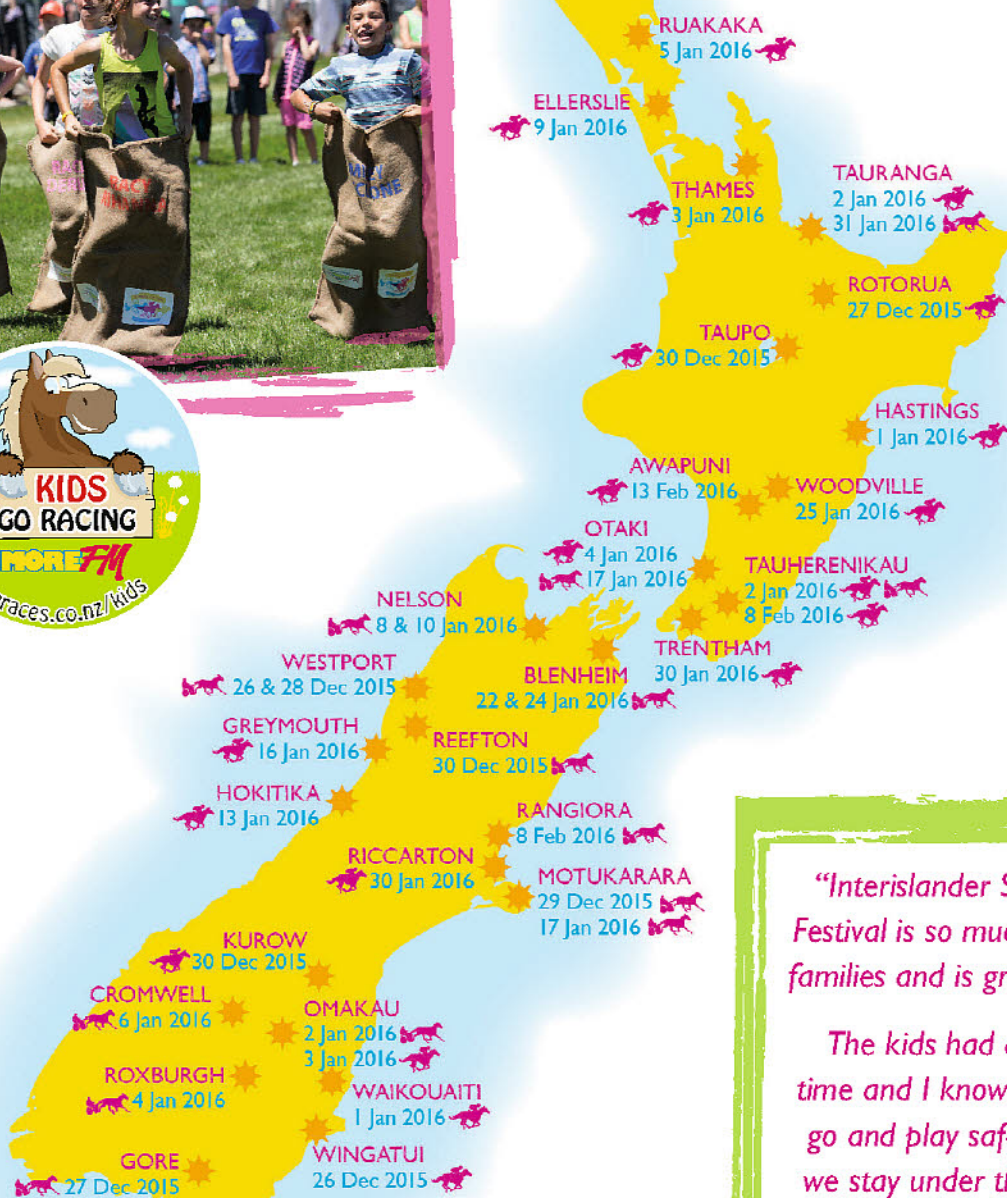 RUAKAKA
5 Jan 2016
ELLERSLIE
9 Jan 2016
THAMES
3 Jan 2016
TAURANGA
2 Jan 2016
31 Jan 2016
ROTORUA
27 Dec 2015
TAUPO
30 Dec 2015
HASTINGS
1 Jan 2016
AWAPUNI
13 Feb 2016
WOODVILLE
25 Jan 2016
OTAKI
4 Jan 2016
17 Jan 2016
TAUHERENIKAU
2 Jan 2016
8 Feb 2016
TRENTHAM
30 Jan 2016
KIDS
GO RACING
MORE FM
races.co.nz/kids
NELSON
8 & 10 Jan 2016
WESTPORT
26 & 28 Dec 2015
BLENHEIM
22 & 24 Jan 2016
GREYMOUTH
16 Jan 2016
REEFTON
30 Dec 2015
HOKITIKA
13 Jan 2016
RANGIORA
8 Feb 2016
RICCARTON
30 Jan 2016
MOTUKARARA
29 Dec 2015
17 Jan 2016
KUROW
30 Dec 2015
CROMWELL
6 Jan 2016
OMAKAU
2 Jan 2016
3 Jan 2016
ROXBURGH
4 Jan 2016
WAIKOUAITI
1 Jan 2016
WINGATUI
26 Dec 2015
GORE
27 Dec 2015
“Interislander S
Festival is so muc
families and is gr
The kids had
time and I know
go and play saf
we stay under th